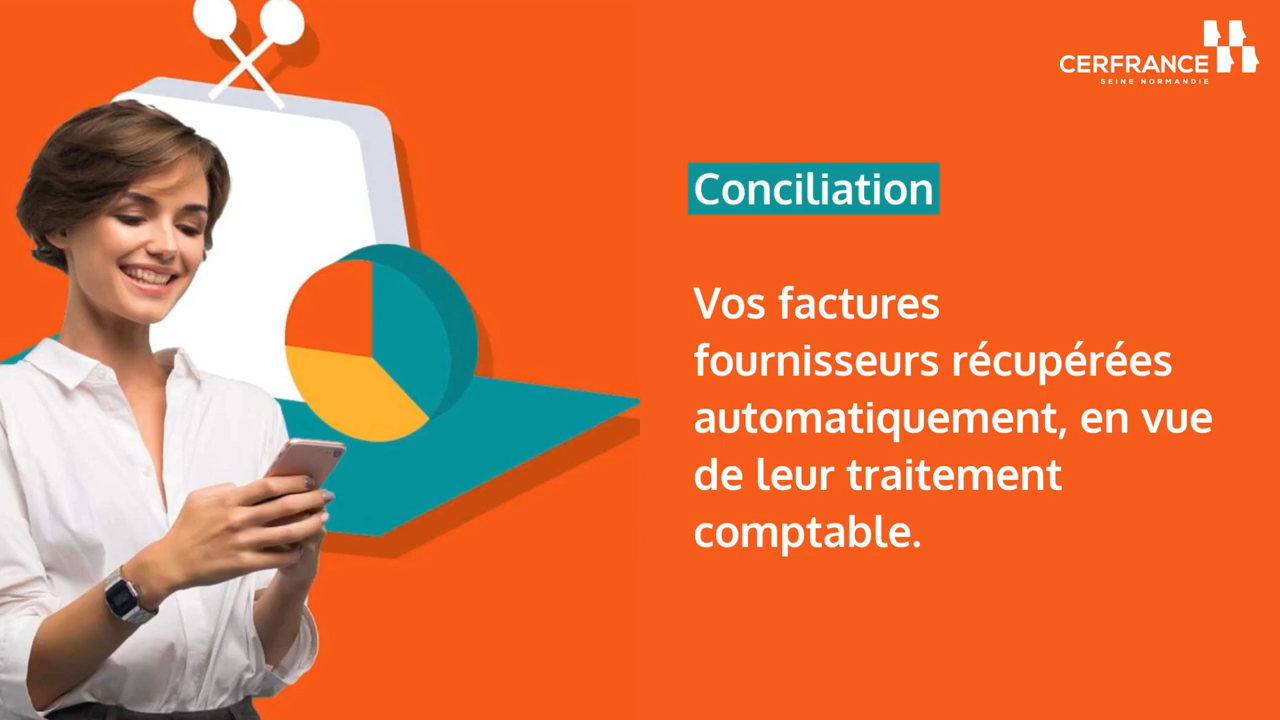 CERFRANCE
SEINE NORMANDIE
Conciliation
Vos factures
fournisseurs récupérées
automatiquement, en vue
de leur traitement
comptable.